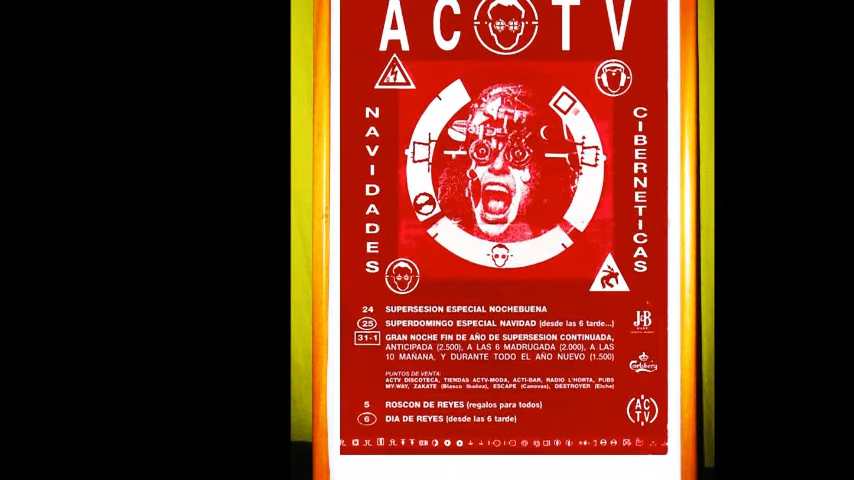 AC TV
NAVIDADES
CIBERNETICAS
24 SUPERSESION ESPECIAL NOCHEBUENA
25 SUPERDOMINGO ESPECIAL NAVIDAD (desde las 6 tarde...)
31-1 GRAN NOCHE FIN DE AÑO DE SUPERSESION CONTINUADA,
ANTICIPADA (2.500), A LAS 6 MADRUGADA (2.000), A LAS
10 MAÑANA, Y DURANTE TODO EL AÑO NUEVO (1.500)
PUNTOS DE VENTA:
ACTV DISCOTECA, TIENDAS ACTV-MODA, ACTI-BAR, RADIO L'HORTA, PUBS
MY-WAY, ZAKATE (Blasco Ibañez), ESCAPE (Canovas), DESTROYER (Elche)
5 ROSCON DE REYES (regalos para todos)
6 DIA DE REYES (desde las 6 tarde)
J&B
Carlsberg
AC
TV